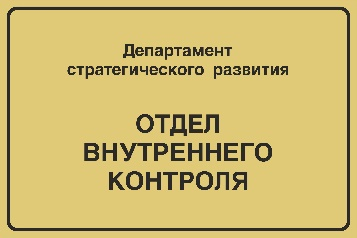 Департамент
стратегического развития
ОТДЕЛ
ВНУТРЕННЕГО
КОНТРОЛЯ